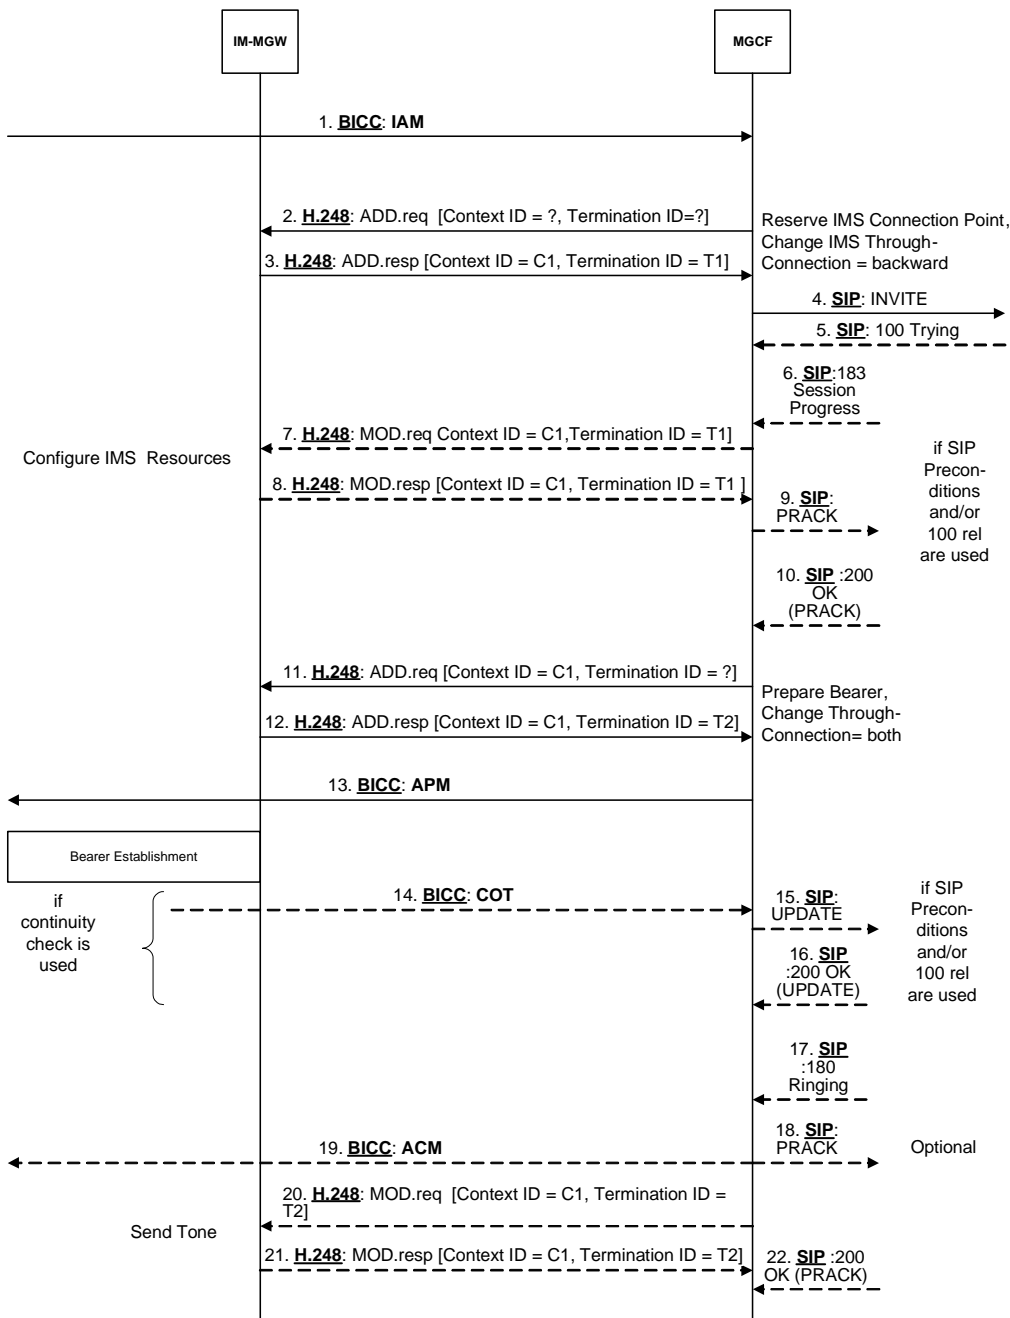 IM-MGW
MGCF
1. BICC: IAM
2. H.248: ADD.req [Context ID = ?, Termination ID=?]
Reserve IMS Connection Point,
Change IMS Through-
Connection = backward
3. H.248: ADD.resp [Context ID = C1, Termination ID = T1]
4. SIP: INVITE
5. SIP: 100 Trying
6. SIP:183
Session
Progress
7. H.248: MOD.req Context ID = C1,Termination ID = T1]
Configure IMS Resources
8. H.248: MOD.resp [Context ID = C1, Termination ID = T1 ]
9. SIP:
PRACK
if SIP
Precon-
ditions
and/or
100 rel
are used
10. SIP :200
OK
(PRACK)
11. H.248: ADD.req [Context ID = C1, Termination ID = ?]
12. H.248: ADD.resp [Context ID = C1, Termination ID = T2]
Prepare Bearer,
Change Through-
Connection= both
13. BICC: APM
Bearer Establishment
if
continuity
check is
used
14. BICC: COT
15. SIP:
UPDATE
16. SIP
:200 OK
(UPDATE)
if SIP
Precon-
ditions
and/or
100 rel
are used
17. SIP
:180
Ringing
18. SIP:
PRACK
Optional
19. BICC: ACM
20. H.248: MOD.req [Context ID = C1, Termination ID =
T2]
Send Tone
21. H.248: MOD.resp [Context ID = C1, Termination ID = T2]
22. SIP :200
OK (PRACK)